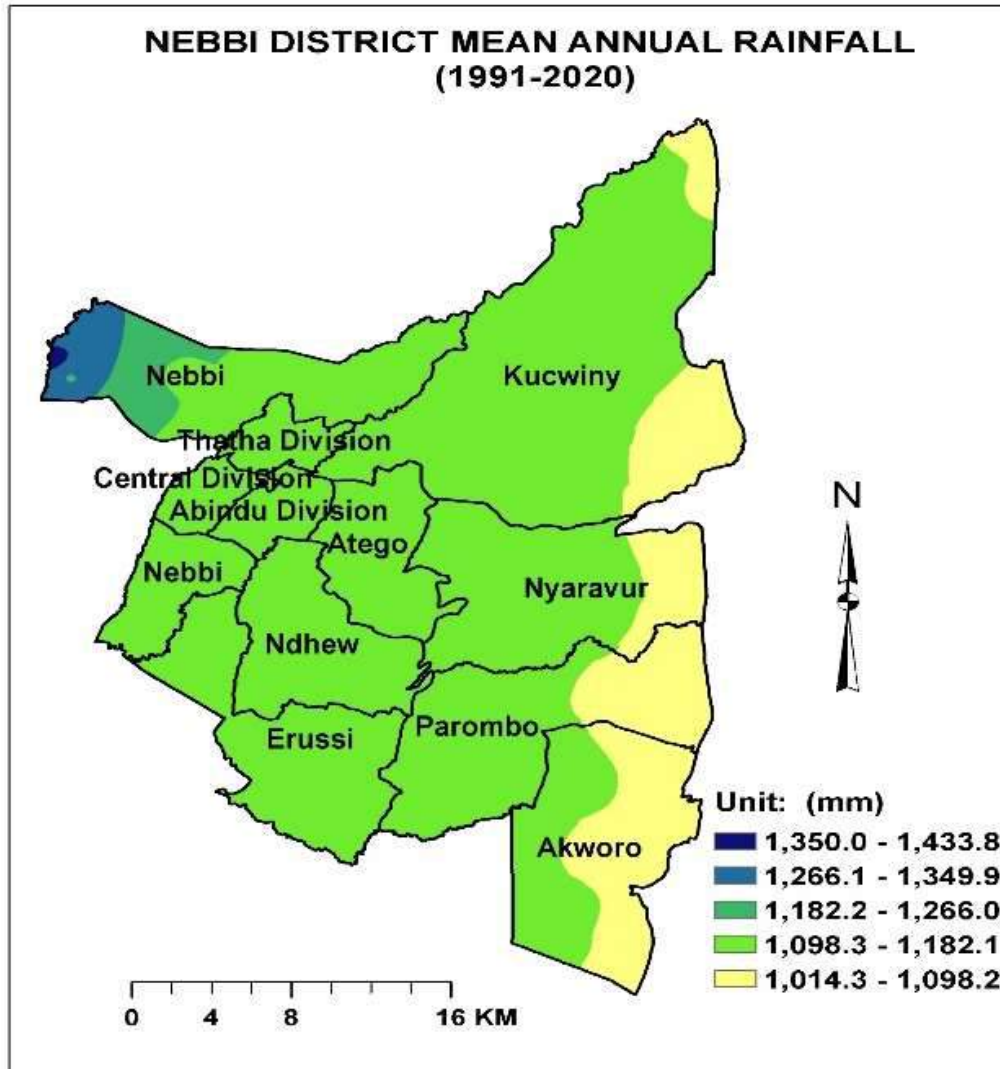 NEBBI DISTRICT MEAN ANNUAL RAINFALL
(1991-2020)
Kucwiny
Nebbi
Thatha Division
Central Division
Abindu Division
Atego
Nebbi
Nyaravur
Ndhew
Parombo
Erussi
Akworo
N
Unit: (mm)
1,350.0 - 1,433.8
1,266.1 - 1,349.9
1,182.2 - 1,266.0
1,098.3 - 1,182.1
1,014.3 - 1,098.2
0 4 8 16 KM